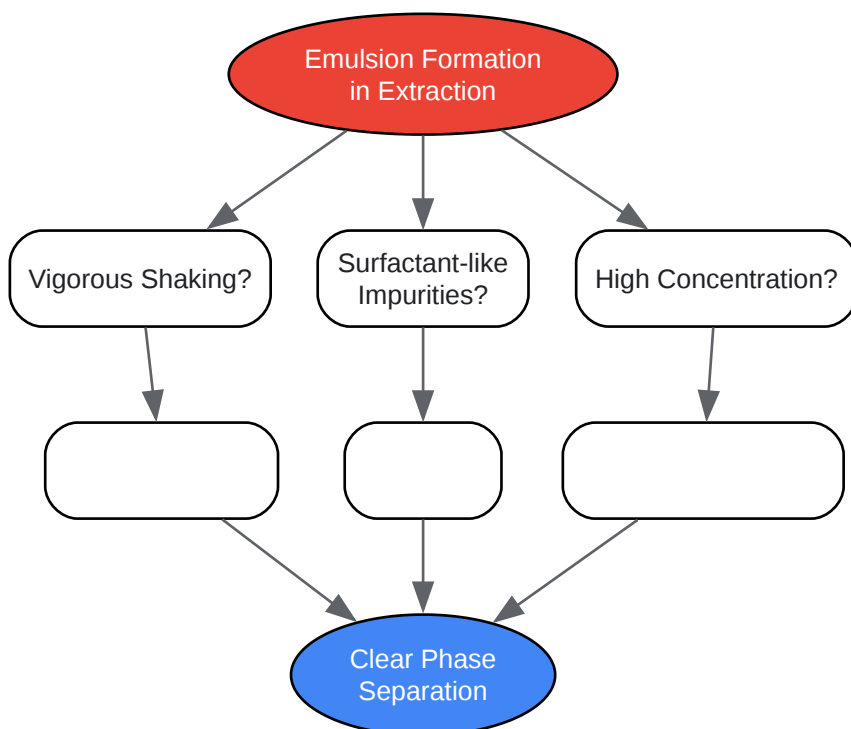 Emulsion Formation
in Extraction
Vigorous Shaking?
Surfactant-like
Impurities?
High Concentration?
Clear Phase
Separation